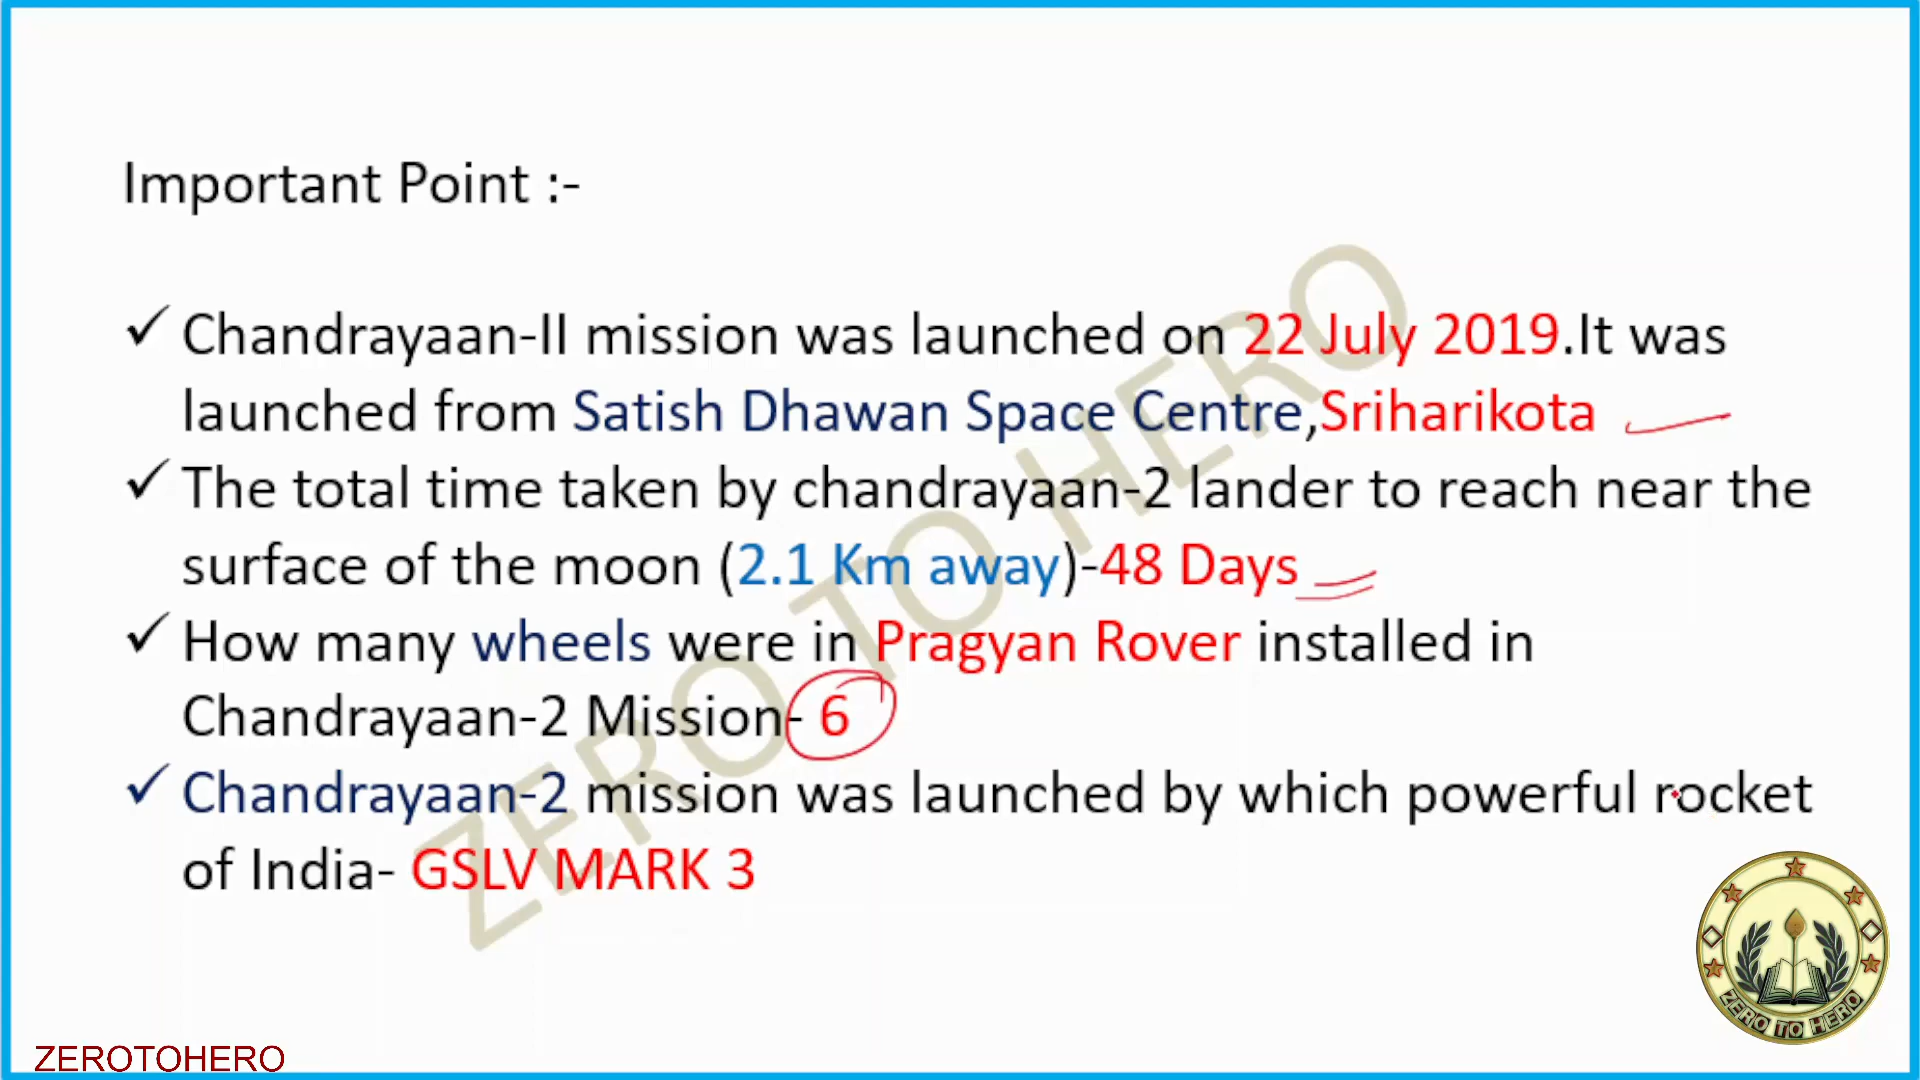 Important Point :-
✓ Chandrayaan-II mission was launched on 22 July 2019.It was
launched from Satish Dhawan Space Centre,Sriharikota
✓ The total time taken by chandrayaan-2 lander to reach near the
surface of the moon (2.1 Km away)-48 Days
✓ How many wheels were in Pragyan Rover installed in
Chandrayaan-2 Mission- 6
✓ Chandrayaan-2 mission was launched by which powerful rocket
of India- GSLV MARK 3
ZERO TO HERO
ZERO TO HERO
ZEROTOHERO